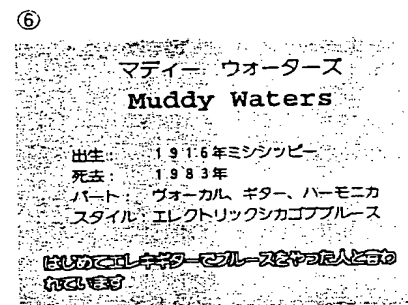 ⑥
マディー ウォーターズ
Muddy Waters
出生： 1916年ミシシッピー
死去： 1983年
パート： ヴォーカル、ギター、ハーモニカ
スタイル：エレクトリックシカゴブブルース
はじめてエレキギターでブルースをやった人と言わ
れています